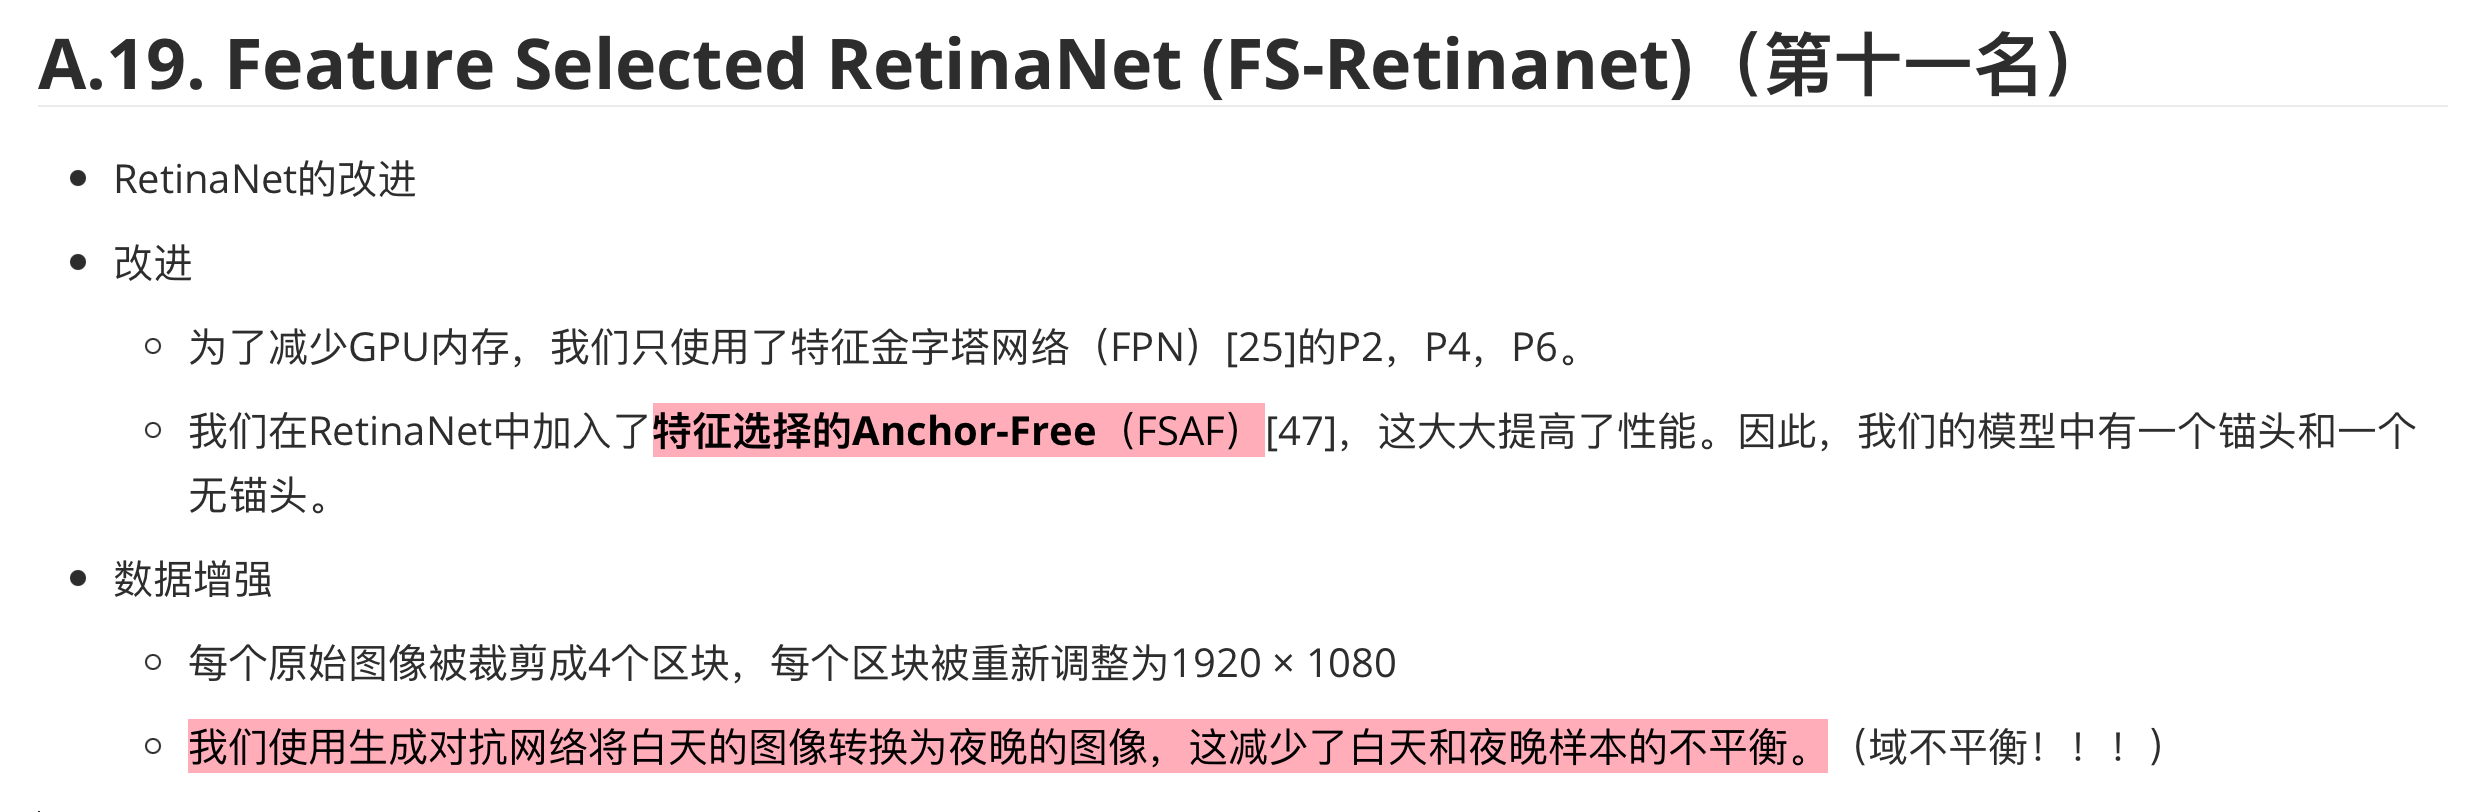 A.19. Feature Selected RetinaNet (FS-Retinanet)（第十一名）
RetinaNet的改进
改进
为了减少GPU内存，我们只使用了特征金字塔网络（FPN）[25]的P2，P4，P6。
我们在RetinaNet中加入了特征选择的Anchor-Free（FSAF）[47]，这大大提高了性能。因此，我们的模型中有一个锚头和一个
无锚头。
数据增强
每个原始图像被裁剪成4个区块，每个区块被重新调整为1920 × 1080
我们使用生成对抗网络将白天的图像转换为夜晚的图像，这减少了白天和夜晚样本的不平衡。（域不平衡！！！）